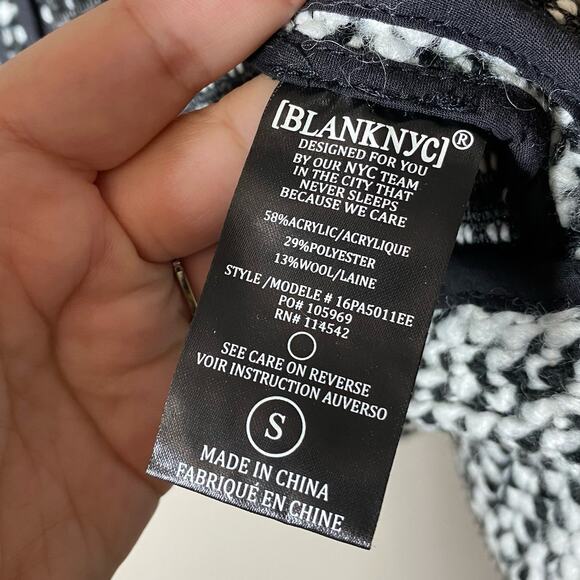 [BLANKNYC]®
DESIGNED FOR YOU
BY OUR NYC TEAM
IN THE CITY THAT
NEVER SLEEPS
BECAUSE WE CARE
58%ACRYLIC/ACRYLIQUE
29%POLYESTER
13%WOOL/LAINE
STYLE/MODELE # 16PA5011EE
PO# 105969
RN# 114542
SEE CARE ON REVERSE
VOIR INSTRUCTION AUVERSO
S
MADE IN CHINA
FABRIQUÉ EN CHINE